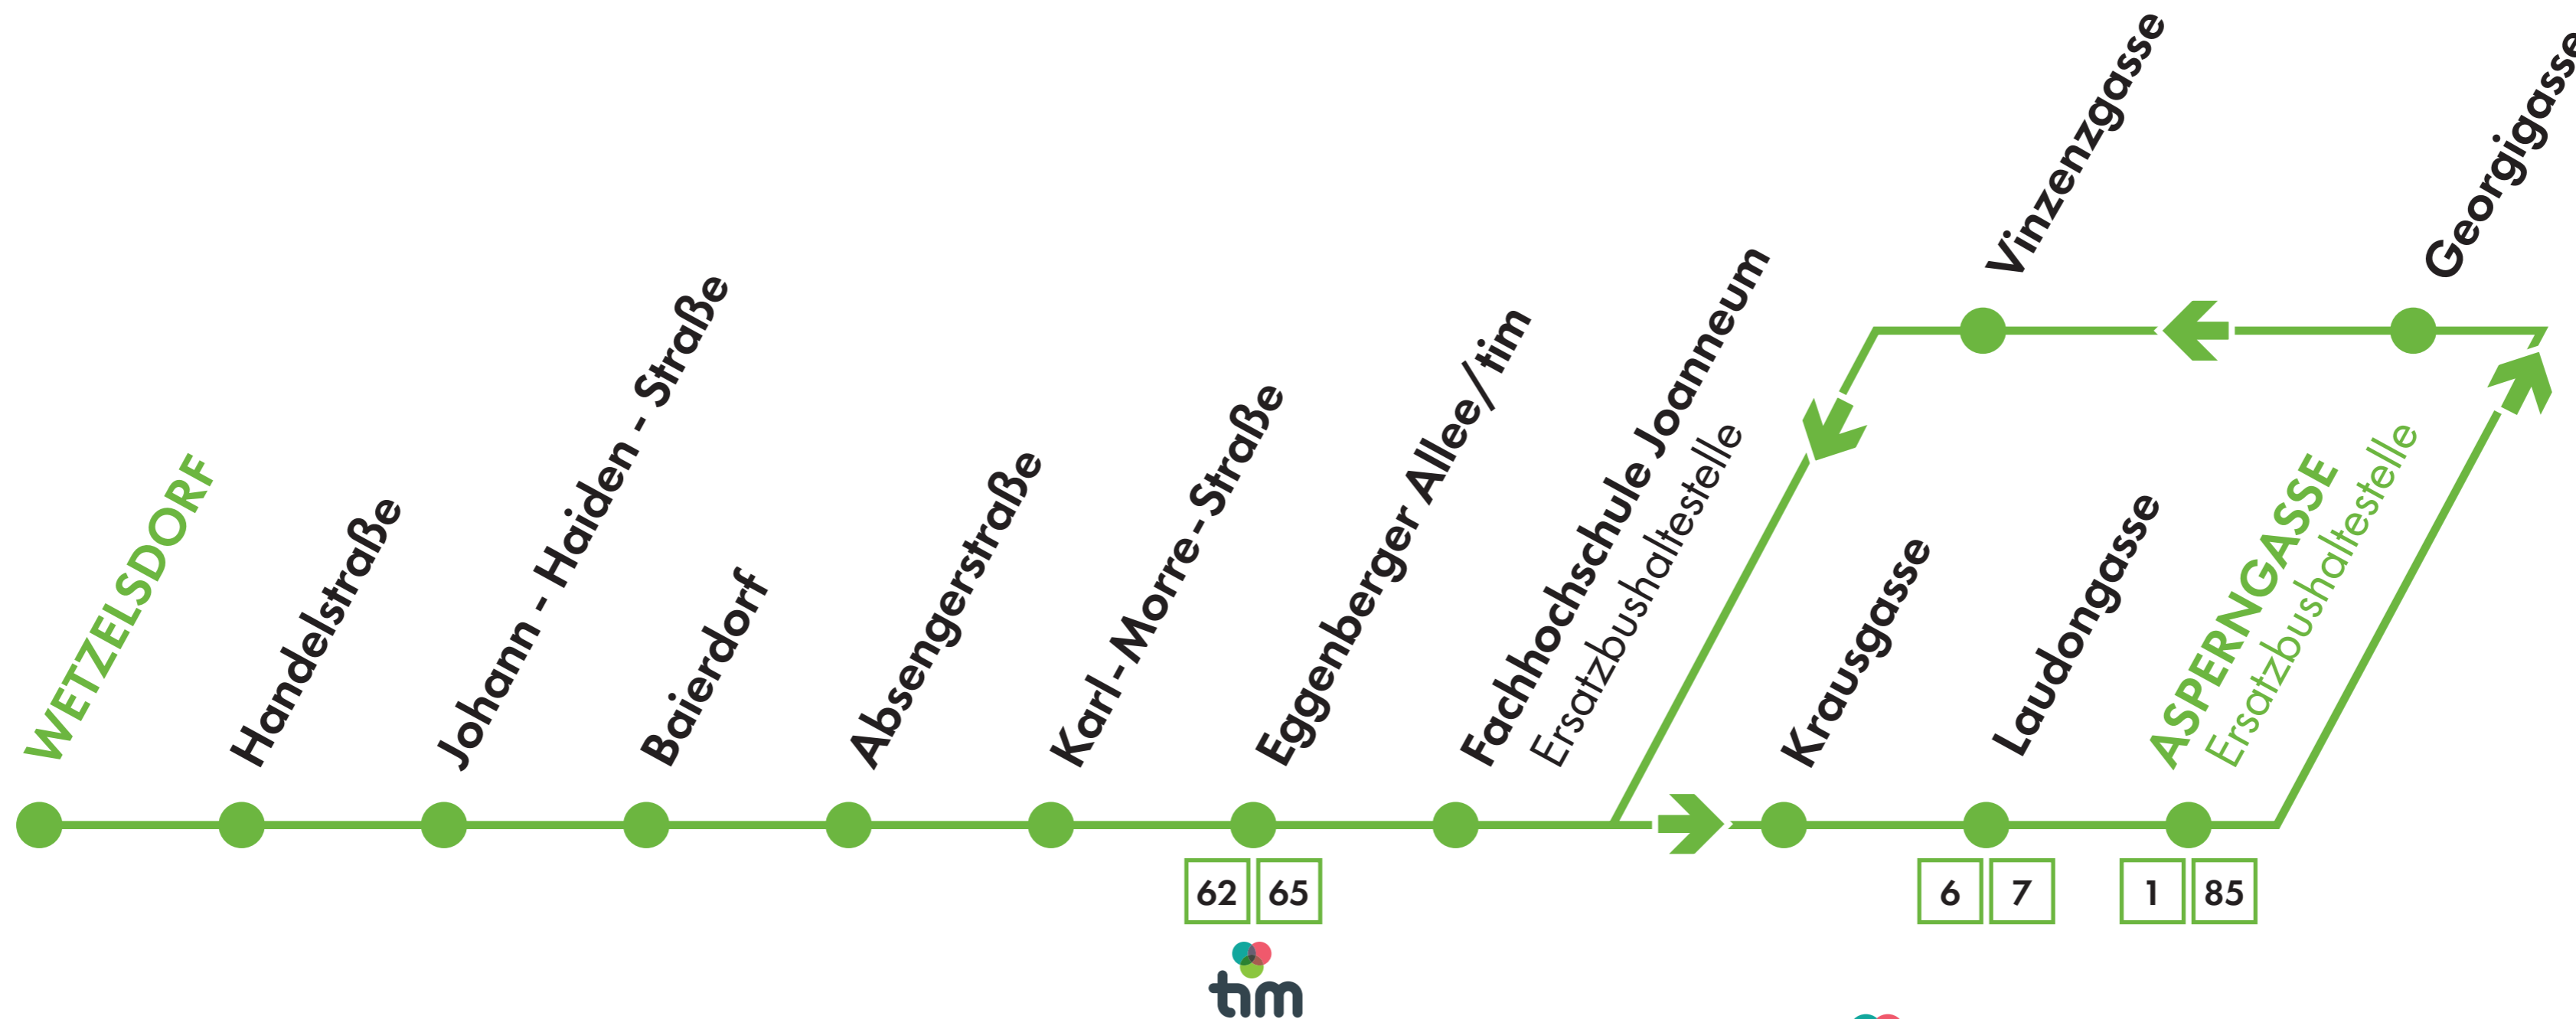 WETZELSDORF
Handelstraße
Johann - Haiden - Straße
Baierdorf
Absengerstraße
Karl-Morre-Straße
Eggenberger Allee/tim
Fachhochschule Joanneum
Ersatzbushaltestelle
Krausgasse
Laudongasse
ASPERNGASSE
Ersatzbushaltestelle
Vinzenzgasse
Georgigasse
62 65
6 7
1 85
tim